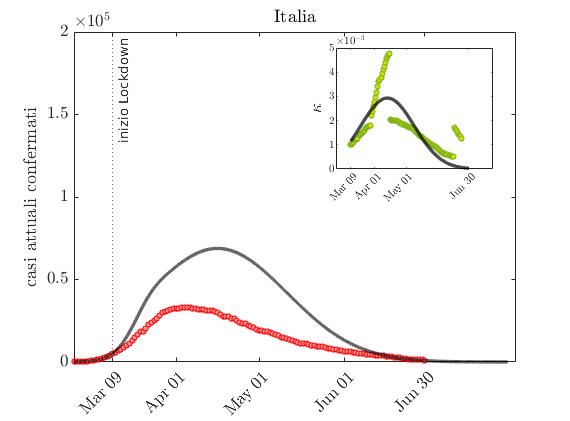 Italia
×10⁵
2
1.5
1
0.5
0
casi attuali confermati
inizio Lockdown
Mar 09
Apr 01
May 01
Jun 01
Jun 30
×10⁻³
5
4
3
2
1
0
κ
Mar 09
Apr 01
May 01
Jun 30